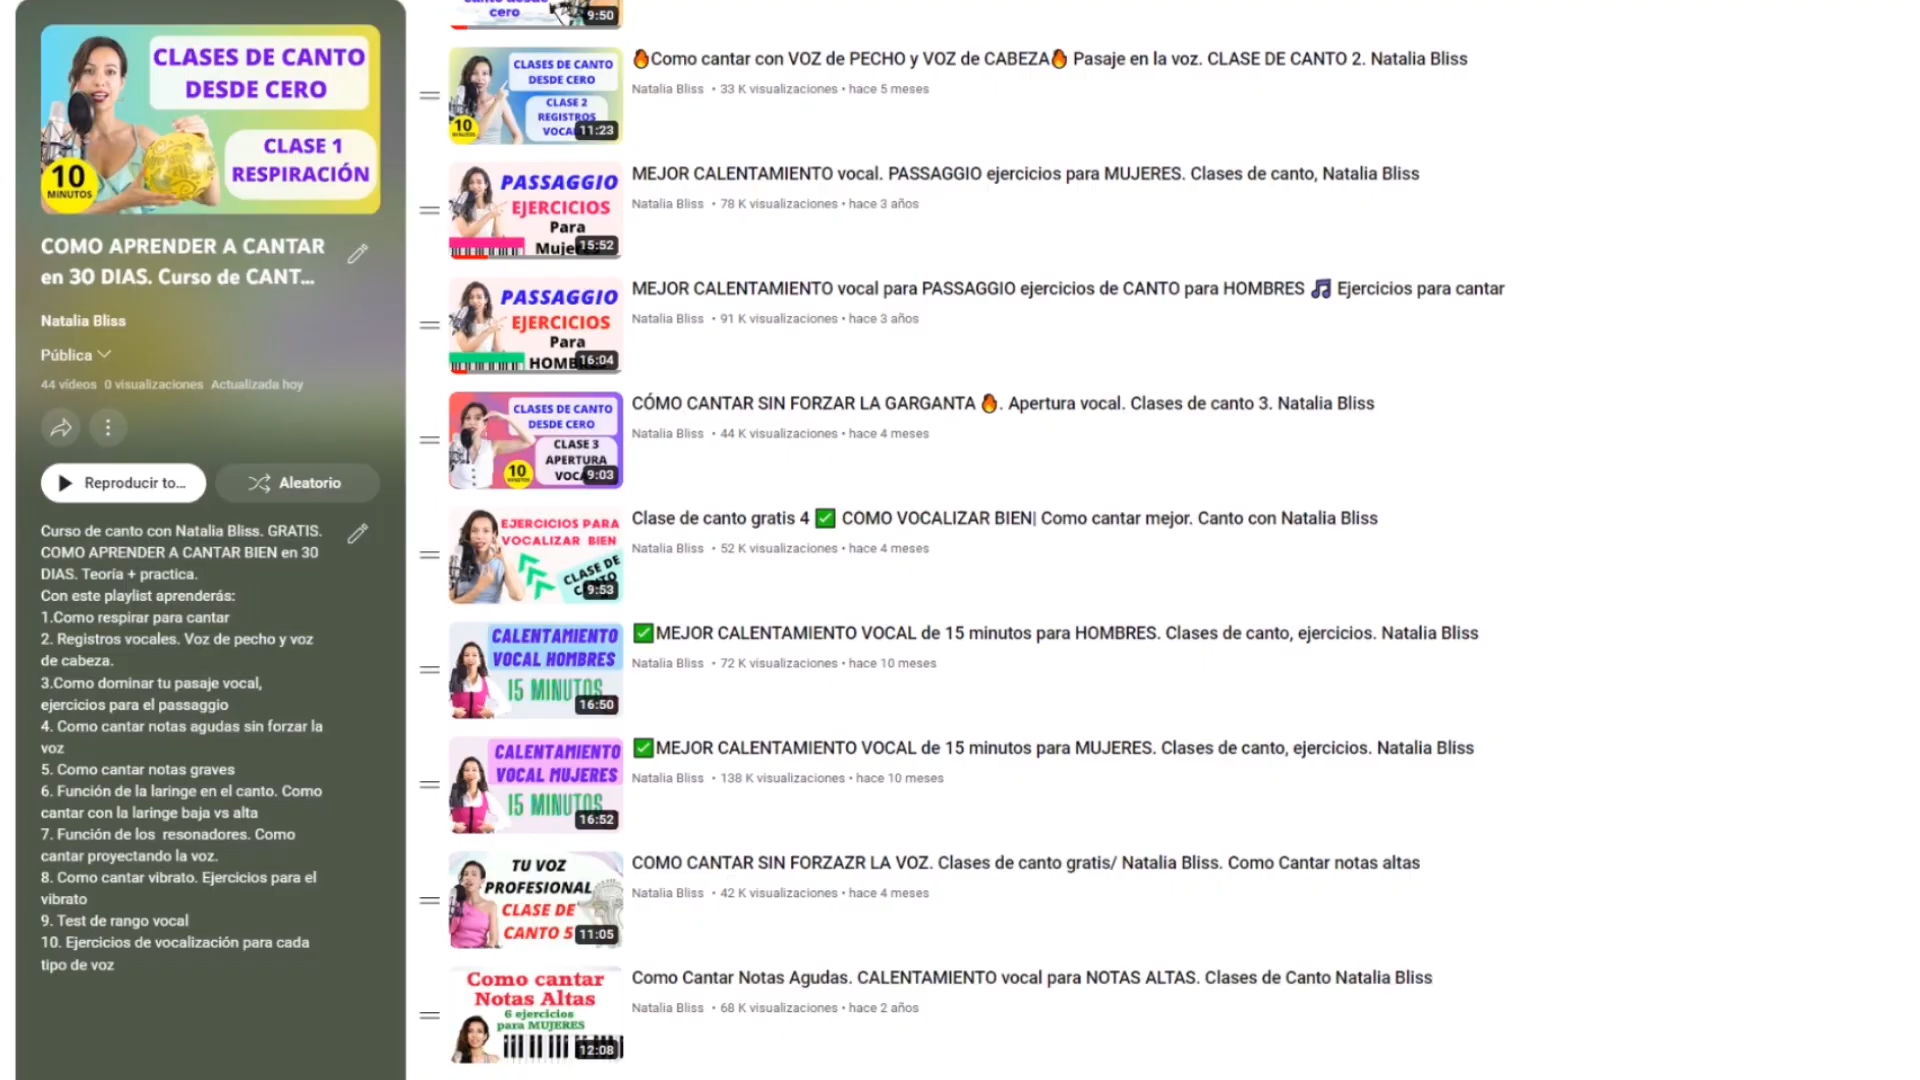 CLASES DE CANTO
DESDE CERO
CLASE 1
RESPIRACIÓN
10
MINUTOS
COMO APRENDER A CANTAR
en 30 DIAS. Curso de CANT...
Natalia Bliss
Pública
44 vídeos 0 visualizaciones Actualizada hoy
Reproducir to...
Aleatorio
Curso de canto con Natalia Bliss. GRATIS.
COMO APRENDER A CANTAR BIEN en 30
DIAS. Teoría + practica.
Con este playlist aprenderás:
1.Como respirar para cantar
2. Registros vocales. Voz de pecho y voz
de cabeza.
3.Como dominar tu pasaje vocal,
ejercicios para el passaggio
4. Como cantar notas agudas sin forzar la
voz
5. Como cantar notas graves
6. Función de la laringe en el canto. Como
cantar con la laringe baja vs alta
7. Función de los resonadores. Como
cantar proyectando la voz.
8. Como cantar vibrato. Ejercicios para el
vibrato
9. Test de rango vocal
10. Ejercicios de vocalización para cada
tipo de voz
cero
9:50
CLASES DE CANTO
DESDE CERO
CLASE 2
REGISTROS
10
MINUTOS
11:23
🔥Como cantar con VOZ de PECHO y VOZ de CABEZA🔥 Pasaje en la voz. CLASE DE CANTO 2. Natalia Bliss
Natalia Bliss • 33 K visualizaciones • hace 5 meses
PASSAGGIO
EJERCICIOS
Para
15:52
MEJOR CALENTAMIENTO vocal. PASSAGGIO ejercicios para MUJERES. Clases de canto, Natalia Bliss
Natalia Bliss • 78 K visualizaciones • hace 3 años
PASSAGGIO
EJERCICIOS
Para
16:04
MEJOR CALENTAMIENTO vocal para PASSAGGIO ejercicios de CANTO para HOMBRES 🎵 Ejercicios para cantar
Natalia Bliss • 91 K visualizaciones • hace 3 años
CLASES DE CANTO
DESDE CERO
CLASE 3
APERTURA
10
9:03
CÓMO CANTAR SIN FORZAR LA GARGANTA 🔥. Apertura vocal. Clases de canto 3. Natalia Bliss
Natalia Bliss • 44 K visualizaciones • hace 4 meses
EJERCICIOS PARA
VOCALIZAR BIEN
CLASE DE
9:53
Clase de canto gratis 4 ✅ COMO VOCALIZAR BIEN| Como cantar mejor. Canto con Natalia Bliss
Natalia Bliss • 52 K visualizaciones • hace 4 meses
CALENTAMIENTO
VOCAL HOMBRES
15 MINUTOS
16:50
✅MEJOR CALENTAMIENTO VOCAL de 15 minutos para HOMBRES. Clases de canto, ejercicios. Natalia Bliss
Natalia Bliss • 72 K visualizaciones • hace 10 meses
CALENTAMIENTO
VOCAL MUJERES
15 MINUTOS
16:52
✅MEJOR CALENTAMIENTO VOCAL de 15 minutos para MUJERES. Clases de canto, ejercicios. Natalia Bliss
Natalia Bliss • 138 K visualizaciones • hace 10 meses
TU VOZ
PROFESIONAL
CLASE DE
CANTO 5
11:05
COMO CANTAR SIN FORZAZR LA VOZ. Clases de canto gratis/ Natalia Bliss. Como Cantar notas altas
Natalia Bliss • 42 K visualizaciones • hace 4 meses
Como cantar
Notas Altas
6 ejercicios
para MUJERES
12:08
Como Cantar Notas Agudas. CALENTAMIENTO vocal para NOTAS ALTAS. Clases de Canto Natalia Bliss
Natalia Bliss • 68 K visualizaciones • hace 2 años